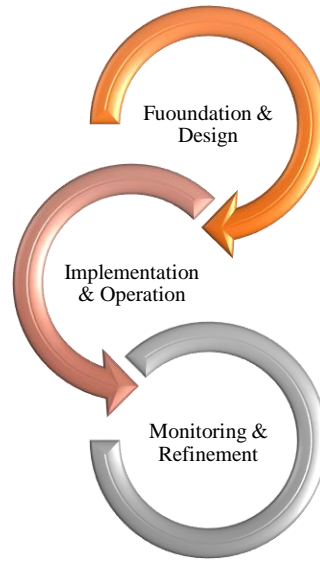 Fuoundation &
Design
Implementation
& Operation
Monitoring &
Refinement